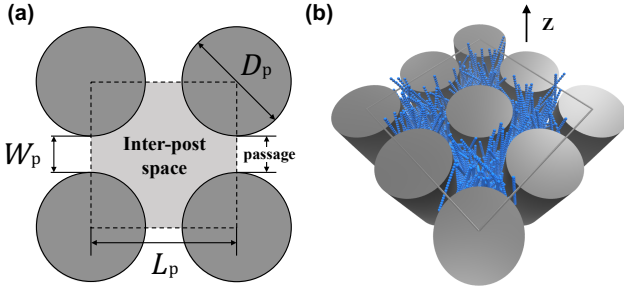 (a)
Dp
Wp
Inter-post
space
passage
Lp
(b)
z